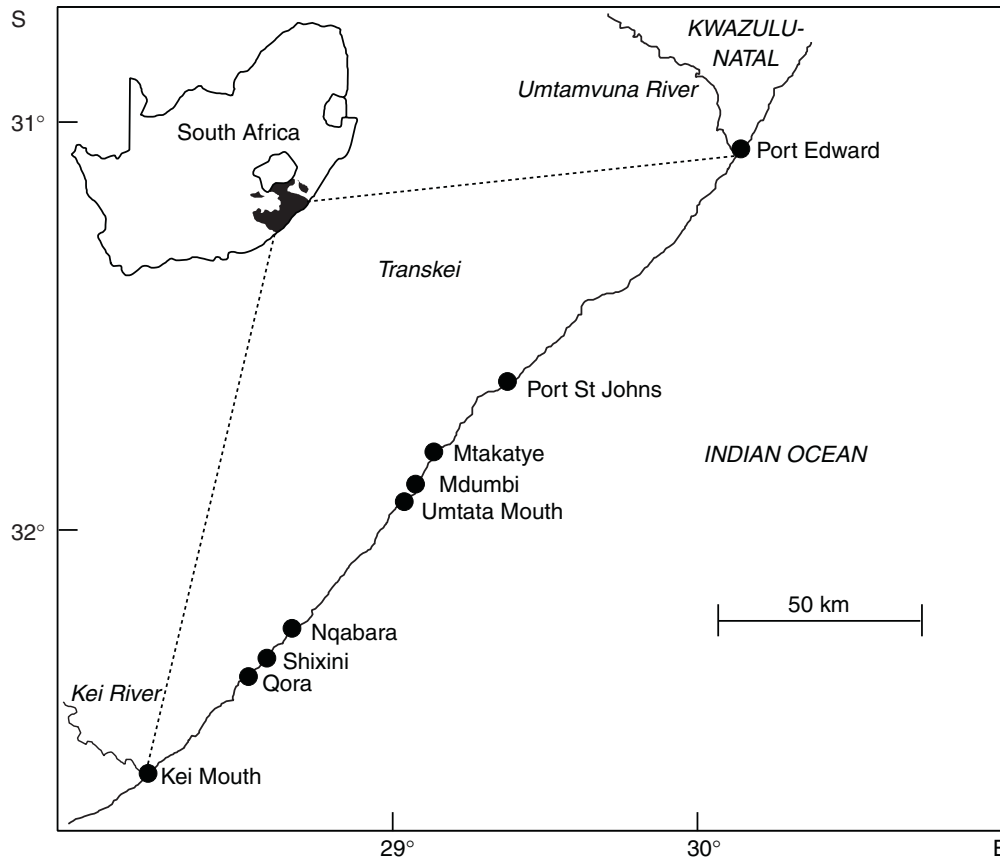 S
KWAZULU-
NATAL
Umtamvuna River
31°
South Africa
Port Edward
Transkei
Port St Johns
Mtakatye
INDIAN OCEAN
Mdumbi
Umtata Mouth
32°
50 km
Nqabara
Shixini
Qora
Kei River
Kei Mouth
29°
30°
E